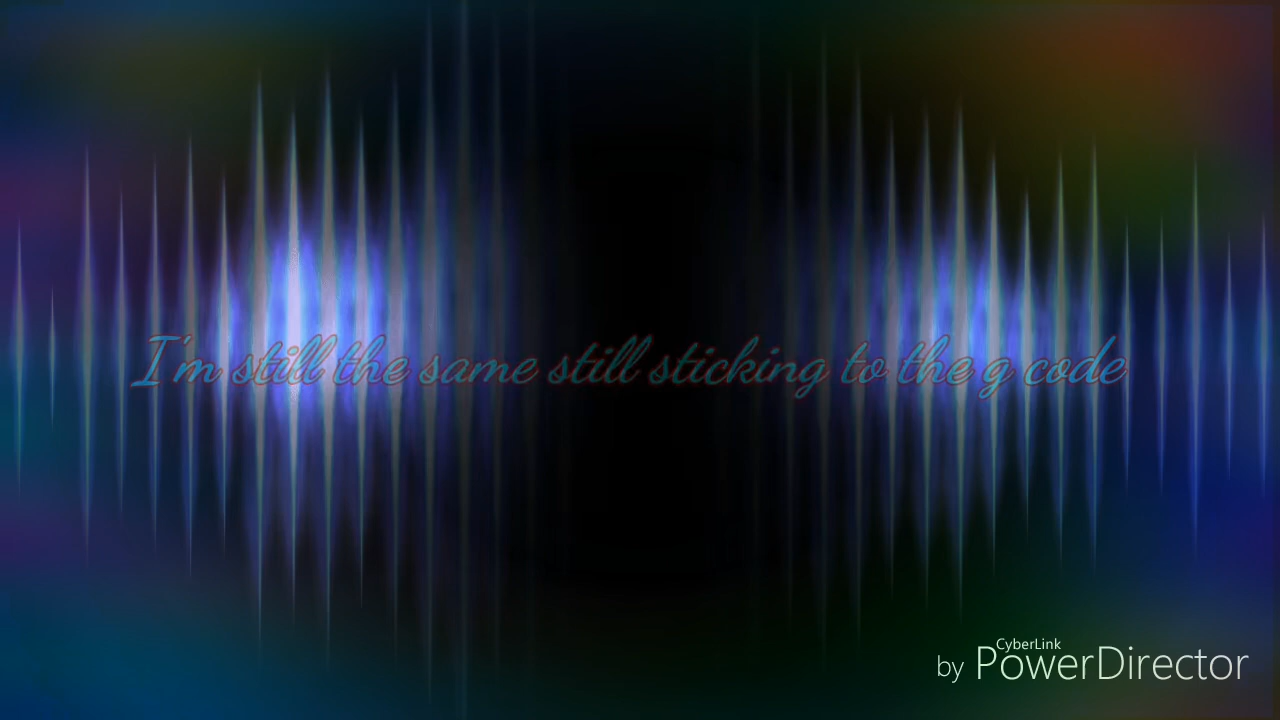 I'm still the same still sticking to the g code
CyberLink
by PowerDirector